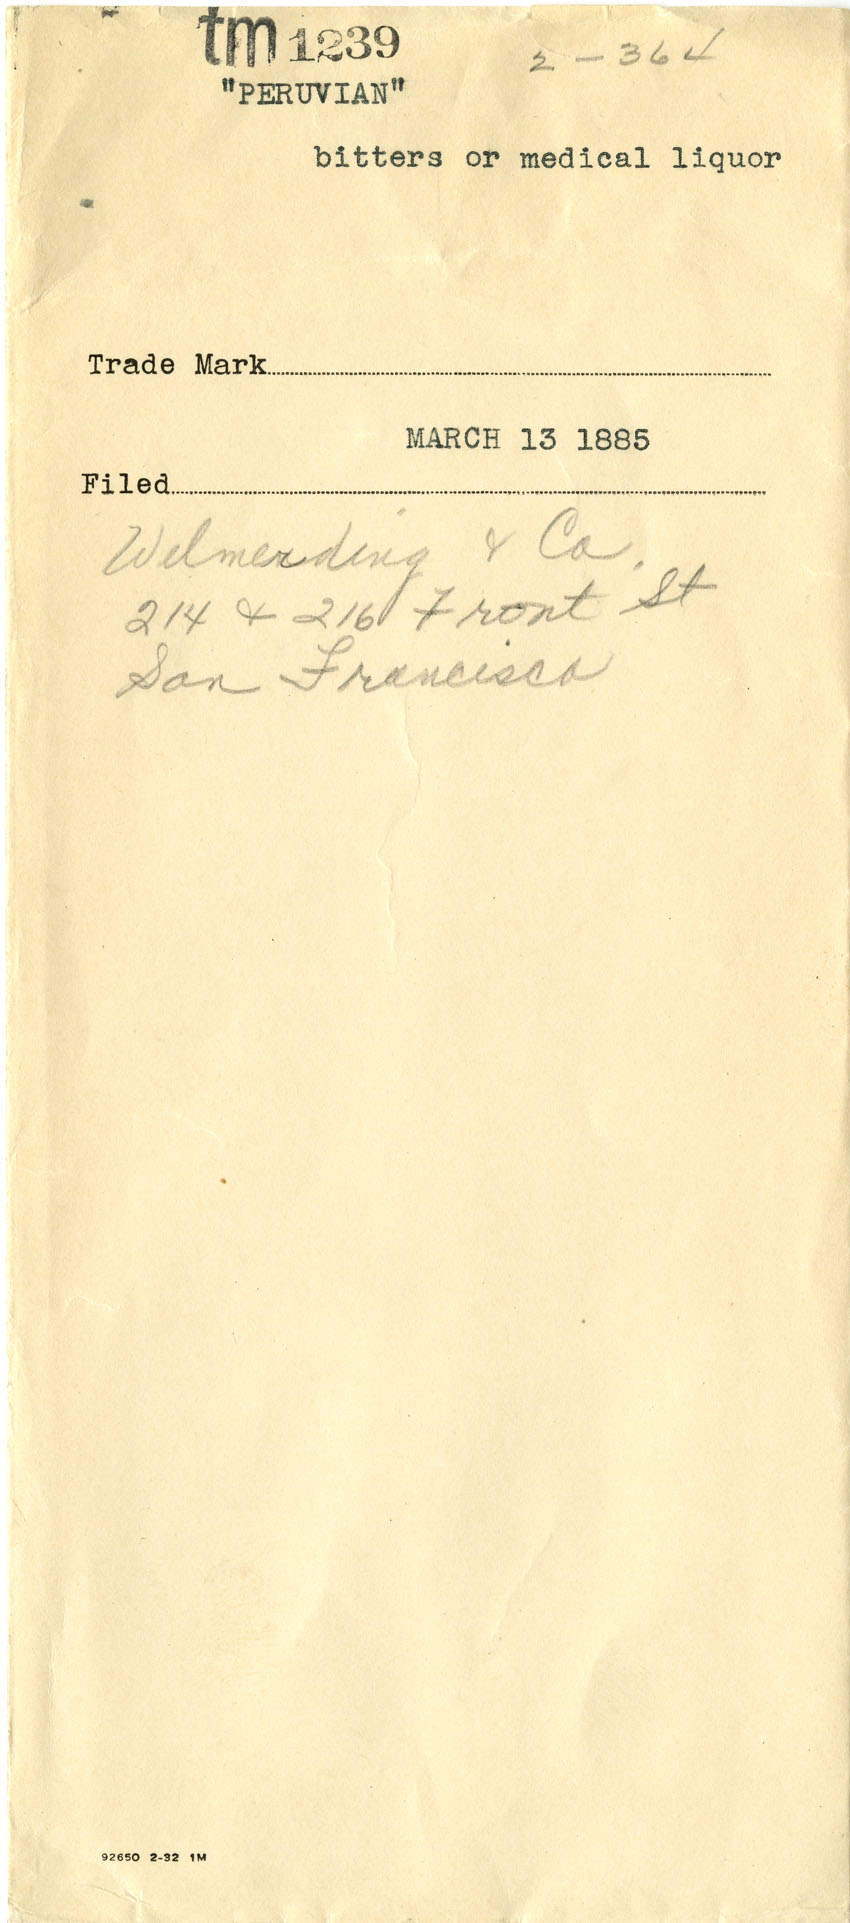 tm 1239
2-364
"PERUVIAN"
bitters or medical liquor
Trade Mark
MARCH 13 1885
Filed
Wilmerding & Co.
214 & 216 Front St
San Francisco
92650 2-32 1M